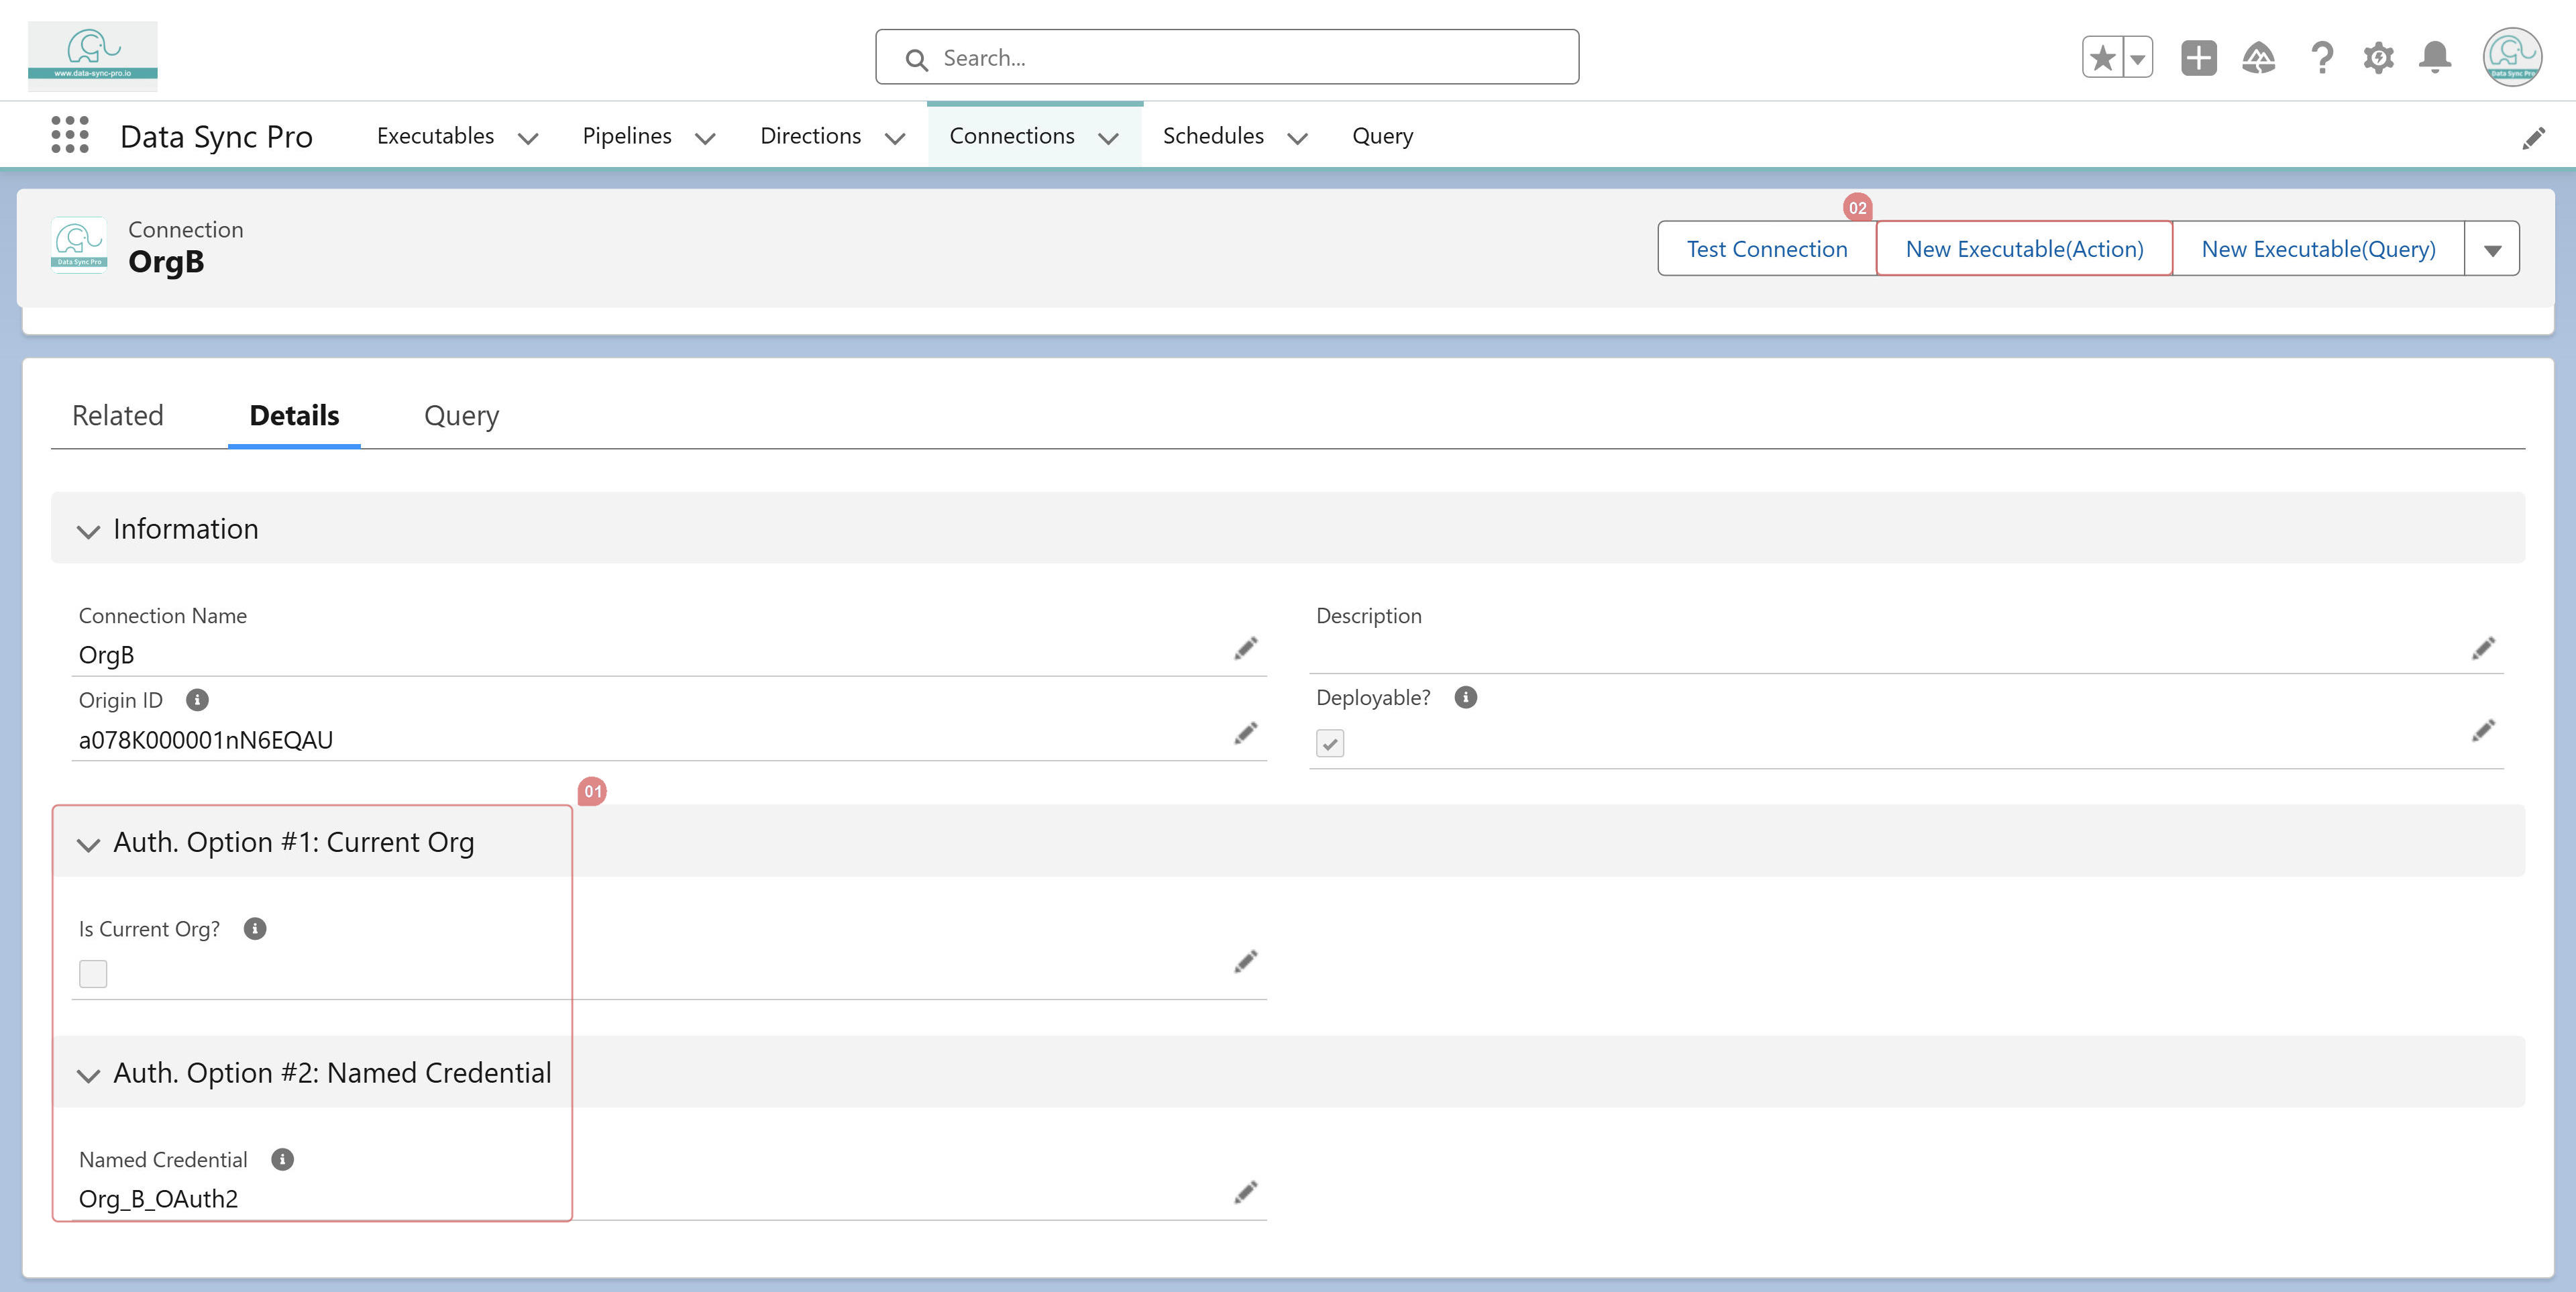 www.data-sync-pro.io
Search...
Data Sync Pro
Data Sync Pro
Executables
Pipelines
Directions
Connections
Schedules
Query
Data Sync Pro
Connection
OrgB
02
Test Connection
New Executable(Action)
New Executable(Query)
Related
Details
Query
Information
Connection Name
OrgB
Description
Origin ID
a078K000001nN6EQAU
Deployable?
01
Auth. Option #1: Current Org
Is Current Org?
Auth. Option #2: Named Credential
Named Credential
Org_B_OAuth2